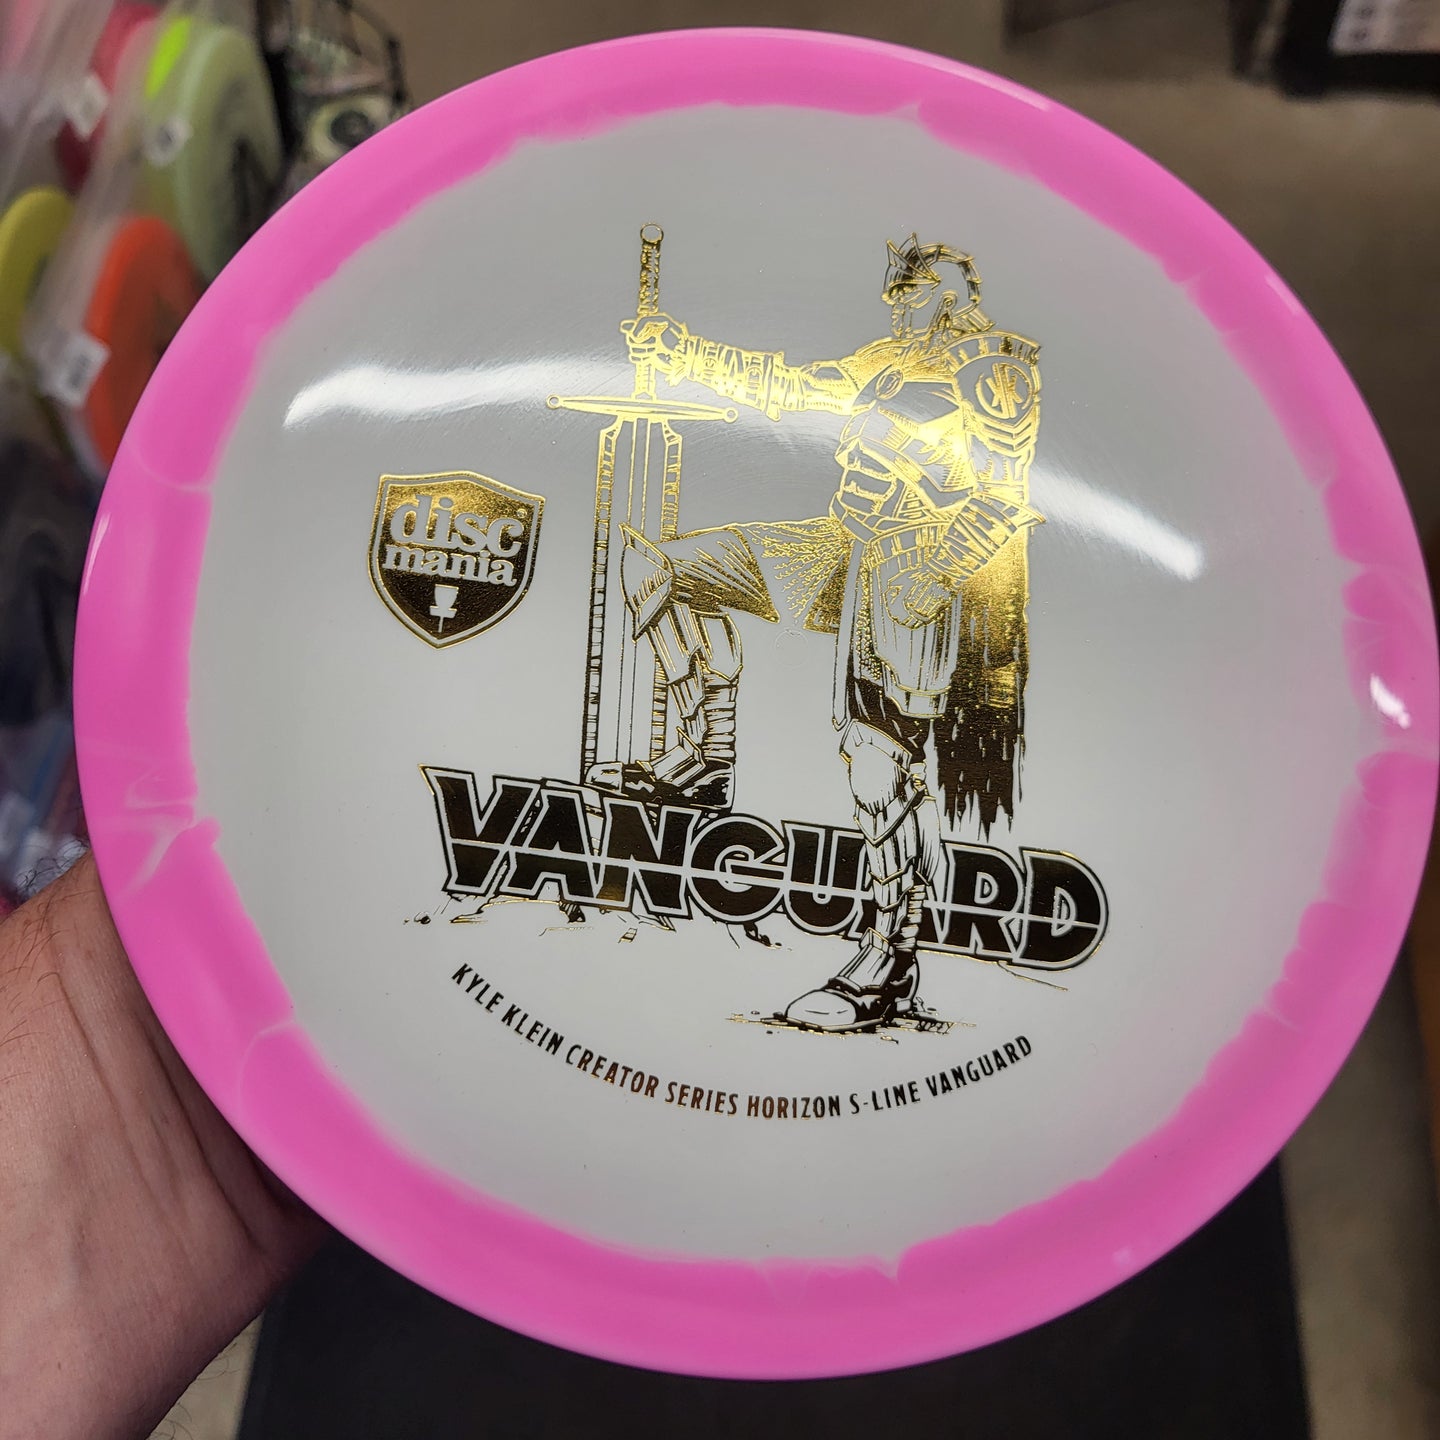 disc
mania
VANGUARD
KYLE KLEIN CREATOR SERIES HORIZON S-LINE VANGUARD